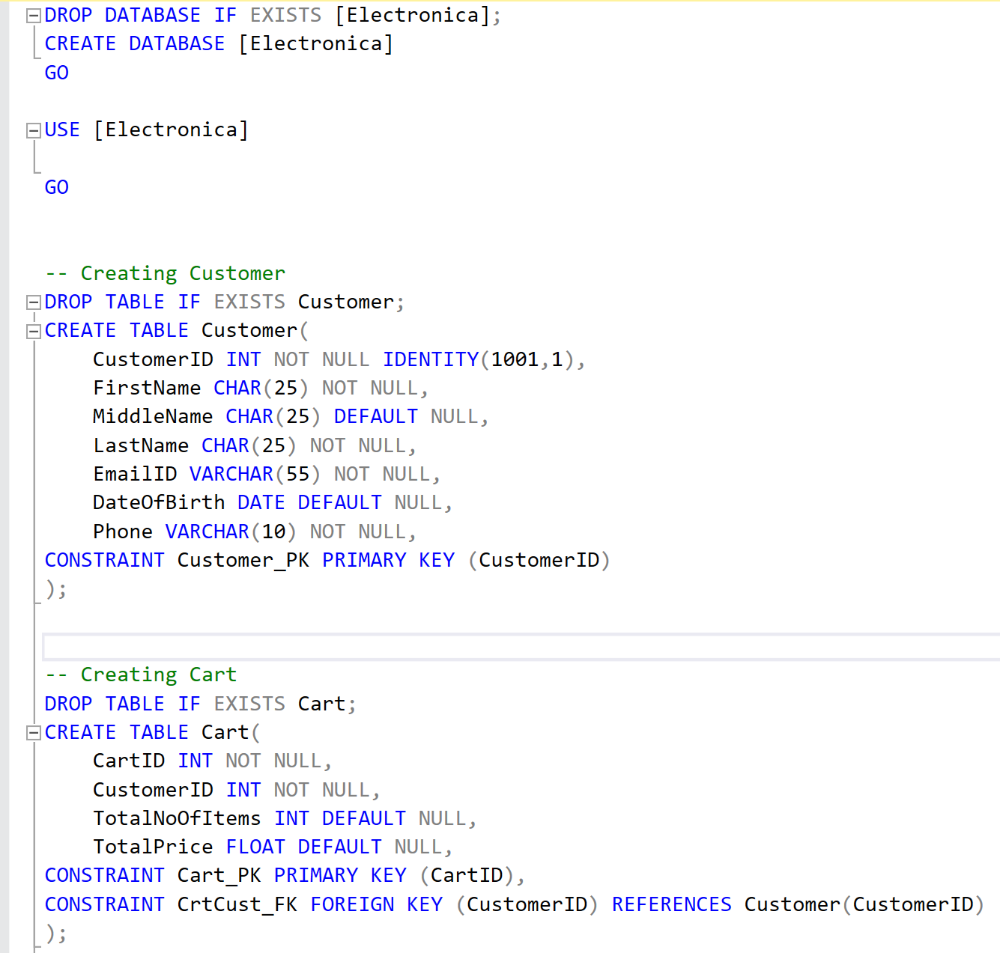 DROP DATABASE IF EXISTS [Electronica];
CREATE DATABASE [Electronica]
GO
USE [Electronica]
GO
-- Creating Customer
DROP TABLE IF EXISTS Customer;
CREATE TABLE Customer(
CustomerID INT NOT NULL IDENTITY(1001,1),
FirstName CHAR(25) NOT NULL,
MiddleName CHAR(25) DEFAULT NULL,
LastName CHAR(25) NOT NULL,
EmailID VARCHAR(55) NOT NULL,
DateOfBirth DATE DEFAULT NULL,
Phone VARCHAR(10) NOT NULL,
CONSTRAINT Customer_PK PRIMARY KEY (CustomerID)
);
-- Creating Cart
DROP TABLE IF EXISTS Cart;
CREATE TABLE Cart(
CartID INT NOT NULL,
CustomerID INT NOT NULL,
TotalNoOfItems INT DEFAULT NULL,
TotalPrice FLOAT DEFAULT NULL,
CONSTRAINT Cart_PK PRIMARY KEY (CartID),
CONSTRAINT CrtCust_FK FOREIGN KEY (CustomerID) REFERENCES Customer(CustomerID)
);